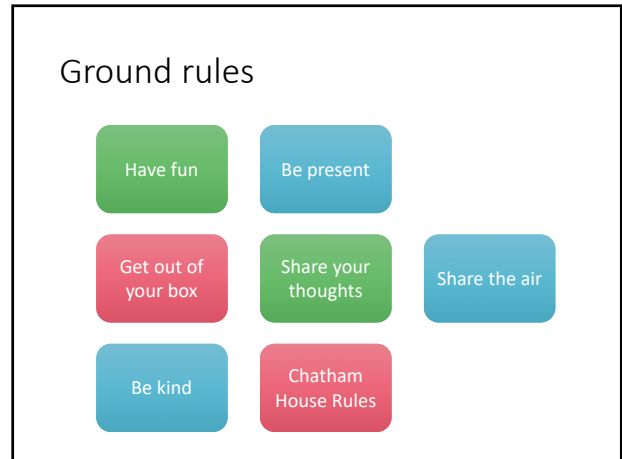 Ground rules
Have fun
Be present
Get out of
your box
Share your
thoughts
Share the air
Be kind
Chatham
House Rules